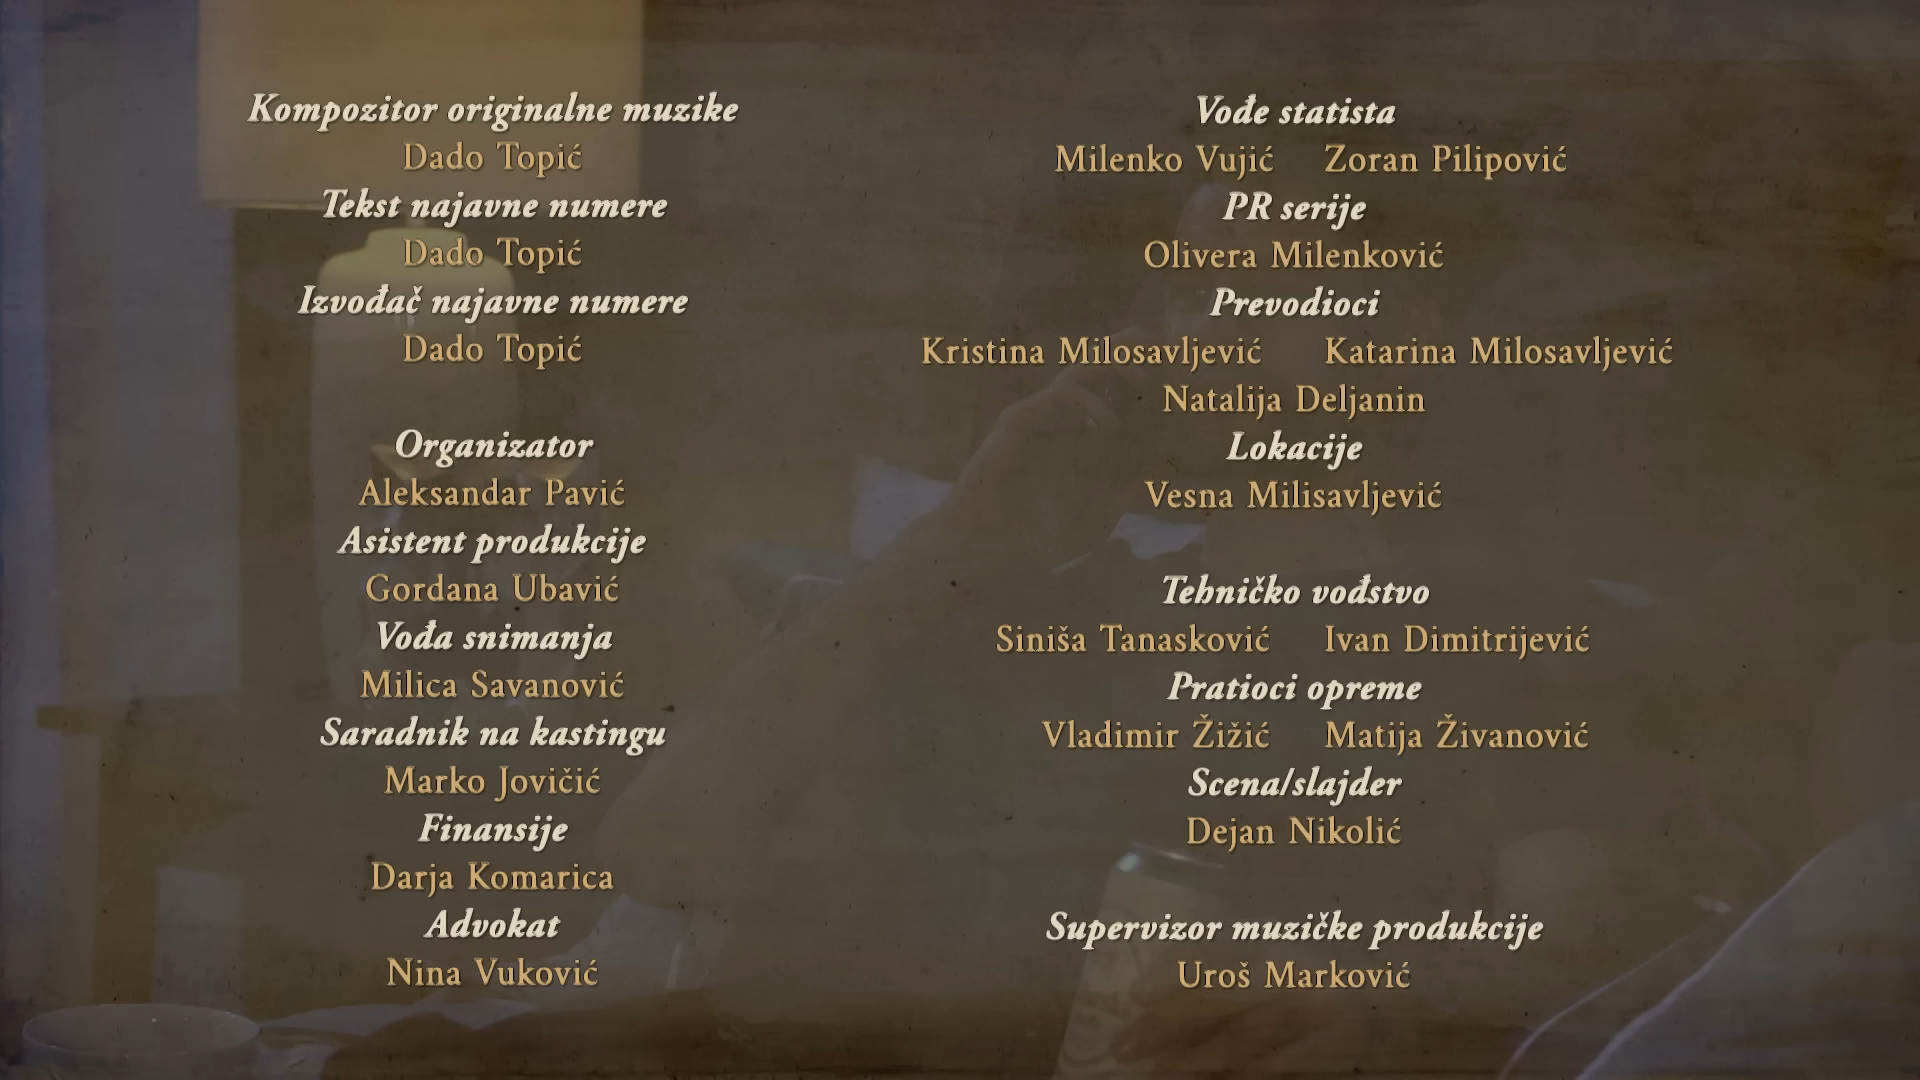 Kompozitor originalne muzike
Dado Topić
Tekst najavne numere
Dado Topić
Izvođač najavne numere
Dado Topić
Organizator
Aleksandar Pavić
Asistent produkcije
Gordana Ubavić
Vođa snimanja
Milica Savanović
Saradnik na kastingu
Marko Jovičić
Finansije
Darja Komarica
Advokat
Nina Vuković
Vođe statista
Milenko Vujić Zoran Pilipović
PR serije
Olivera Milenković
Prevodioci
Kristina Milosavljević Katarina Milosavljević
Natalija Deljanin
Lokacije
Vesna Milisavljević
Tehničko vođstvo
Siniša Tanasković Ivan Dimitrijević
Pratioci opreme
Vladimir Žižić Matija Živanović
Scena/slajder
Dejan Nikolić
Supervizor muzičke produkcije
Uroš Marković